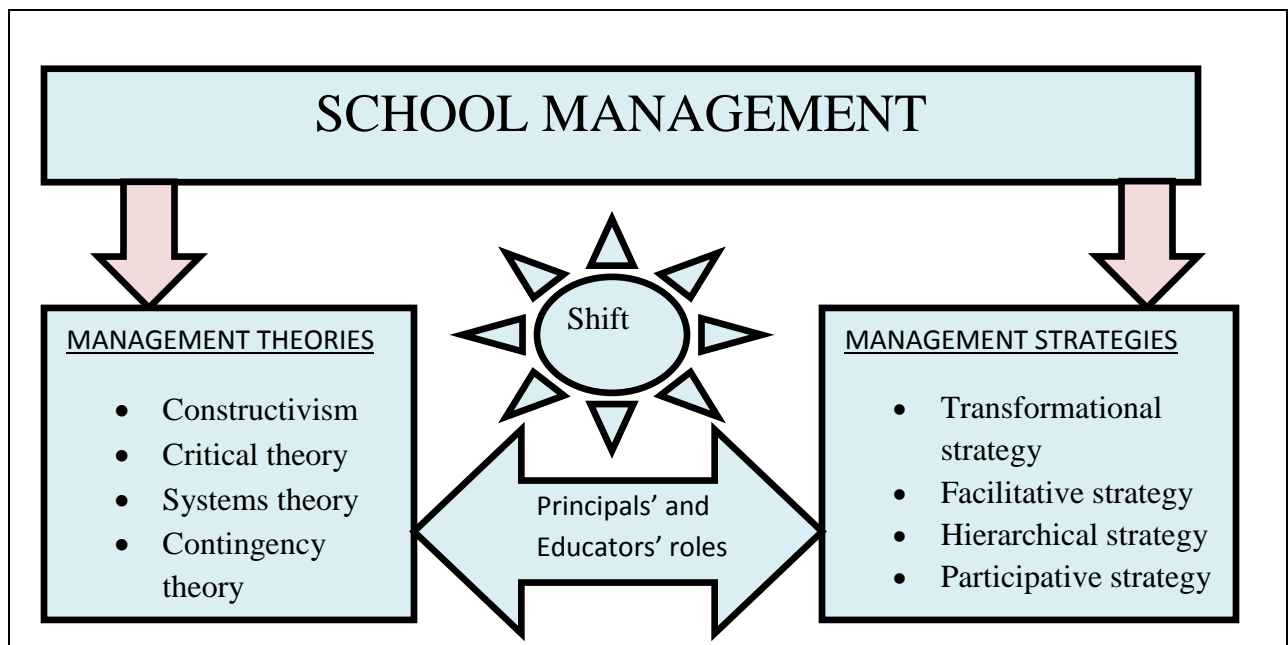 SCHOOL MANAGEMENT
Shift
MANAGEMENT THEORIES
• Constructivism
• Critical theory
• Systems theory
• Contingency
theory
Principals’ and
Educators’ roles
MANAGEMENT STRATEGIES
• Transformational
strategy
• Facilitative strategy
• Hierarchical strategy
• Participative strategy